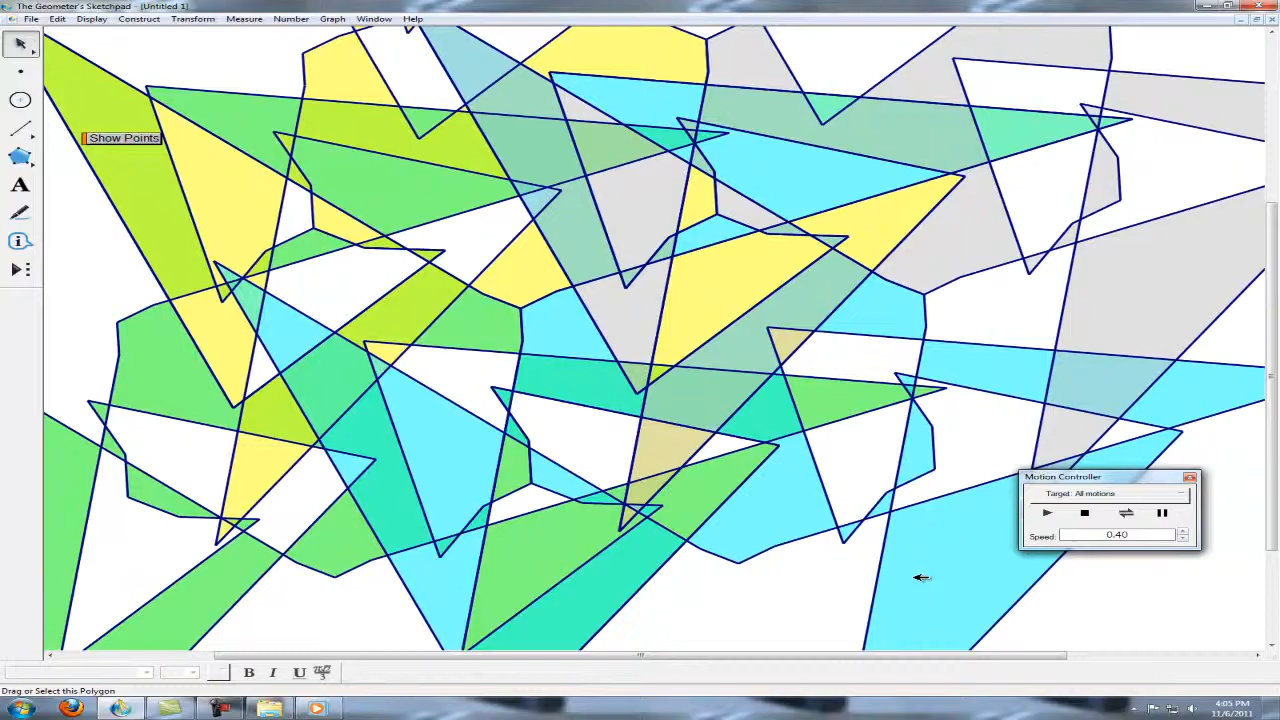 The Geometer's Sketchpad - [Untitled 1]
File Edit Display Construct Transform Measure Number Graph Window Help
Show Points
A
i
Motion Controller
Target: All motions
Speed: 0.40
B I U
Drag or Select this Polygon
4:05 PM
11/6/2011